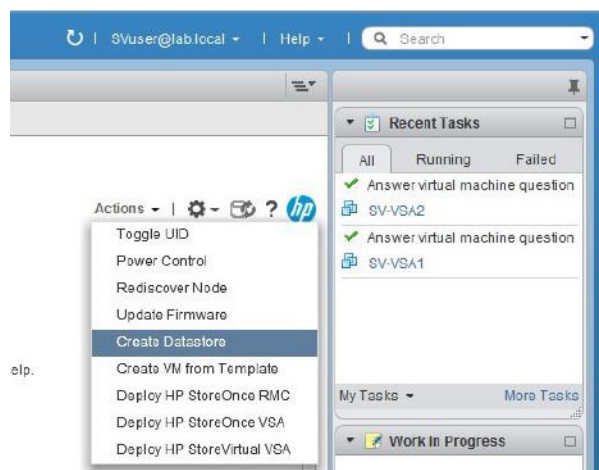 SVuser@lab.local
Help
Search
Recent Tasks
All Running Failed
Answer virtual machine question
SV-VSA2
Answer virtual machine question
SV-VSA1
My Tasks
More Tasks
Work In Progress
Actions
?
hp
Toggle UID
Power Control
Rediscover Node
Update Firmware
Create Datastore
Create VM from Template
Deploy HP StoreOnce RMC
Deploy HP StoreOnce VSA
Deploy HP StoreVirtual VSA
elp.